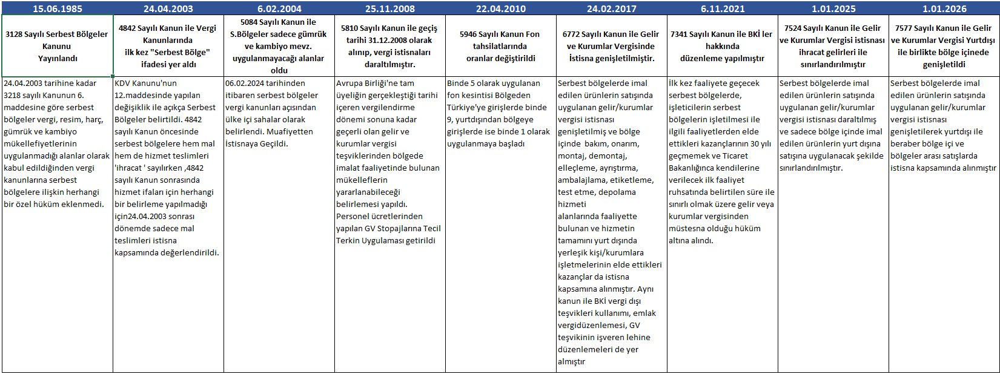 15.06.1985
24.04.2003
6.02.2004
25.11.2008
22.04.2010
24.02.2017
6.11.2021
1.01.2025
1.01.2026
3128 Sayılı Serbest Bölgeler
Kanunu
Yayınlandı
4842 Sayılı Kanun ile Vergi
Kanunlarında
ilk kez "Serbest Bölge"
ifadesi yer aldı
5084 Sayılı Kanun ile
S.Bölgeler sadece gümrük
ve kambiyo mevz.
uygulanmayacağı alanlar
oldu
5810 Sayılı Kanun ile geçiş
tarihi 31.12.2008 olarak
alınıp, vergi istisnaları
daraltılmıştır.
5946 Sayılı Kanun Fon
tahsilatlarında
oranlar değiştirildi
6772 Sayılı Kanun ile Gelir
ve Kurumlar Vergisinde
İstisna genişletilmiştir.
7341 Sayılı Kanun ile BKİ ler
hakkında
düzenleme yapılmıştır
7524 Sayılı Kanun ile Gelir
ve Kurumlar Vergisi istisnası
ihracat gelirleri ile
sınırlandırılmıştır
7577 Sayılı Kanun ile Gelir
ve Kurumlar Vergisi Yurtdışı
ile birlikte bölge içinede
genişletildi
24.04.2003 tarihine kadar
3218 sayılı Kanunun 6.
maddesine göre serbest
bölgeler vergi, resim, harç,
gümrük ve kambiyo
mükellefiyetlerinin
uygulanmadığı alanlar olarak
kabul edildiğinden vergi
kanunlarına serbest
bölgelere ilişkin herhangi
bir özel hüküm eklenmedi.
KDV Kanunu'nun
12.maddesinde yapılan
değişiklik ile açıkça Serbest
Bölgeler belirtildi. 4842
sayılı Kanun öncesinde
serbest bölgelere hem mal
hem de hizmet teslimleri
'ihracat ' sayılırken ,4842
sayılı Kanun sonrasında
hizmet ifaları için herhangi
bir belirleme yapılmadığı
için24.04.2003 sonrası
dönemde sadece mal
teslimleri istisna
kapsamında değerlendirildi.
06.02.2024 tarihinden
itibaren serbest bölgeler
vergi kanunları açısından
ülke içi sahalar olarak
belirlendi. Muafiyetten
İstisnaya Geçildi.
Avrupa Birliği'ne tam
üyeliğin gerçekleştiği tarihi
içeren vergilendirme
dönemi sonuna kadar
geçerli olan gelir ve
kurumlar vergisi
teşviklerinden bölgede
imalat faaliyetinde bulunan
mükelleflerin
yararlanabileceği
belirlemesi yapıldı.
Personel ücretlerinden
yapılan GV Stopajlarına Tecil
Terkin Uygulaması getirildi
Binde 5 olarak uygulanan
fon kesintisi Bölgeden
Türkiye'ye girişlerde binde
9, yurtdışından bölgeye
girişlerde ise binde 1 olarak
uygulanmaya başladı
Serbest bölgelerde imal
edilen ürünlerin satışında
uygulanan gelir/kurumlar
vergisi istisnası
genişletilmiş ve bölge
içinde  bakım, onarım,
montaj, demontaj,
elleçleme, ayrıştırma,
ambalajlama, etiketleme,
test etme, depolama
hizmeti
alanlarında faaliyette
bulunan ve hizmetin
tamamını yurt dışında
yerleşik kişi/kurumlara
işletmelerinin elde ettikleri
kazançlar da istisna
kapsamına alınmıştır. Aynı
kanun ile BKİ vergi dışı
teşvikleri kullanımı, emlak
vergidüzenlemesi, GV
teşvikinin işveren lehine
düzenlemeleri de yer
almıştır
İlk kez faaliyete geçecek
serbest bölgelerde,
işleticilerin serbest
bölgelerin işletilmesi ile
ilgili faaliyetlerden elde
ettikleri kazançlarının 30 yılı
geçmemek ve Ticaret
Bakanlığınca kendilerine
verilecek ilk faaliyet
ruhsatında belirtilen süre ile
sınırlı olmak üzere gelir veya
kurumlar vergisinden
müstesna olduğu hüküm
altına alındı.
Serbest bölgelerde imal
edilen ürünlerin satışında
uygulanan gelir/kurumlar
vergisi istisnası daraltılmış
ve sadece bölge içinde imal
edilen ürünlerin yurt dışına
satışına uygulanacak şekilde
sınırlandırılmıştır.
Serbest bölgelerde imal
edilen ürünlerin satışında
uygulanan gelir/kurumlar
vergisi istisnası
genişletilerek yurtdışı ile
beraber bölge içi ve
bölgeler arası satışlarda
istisna kapsamında alınmıştır